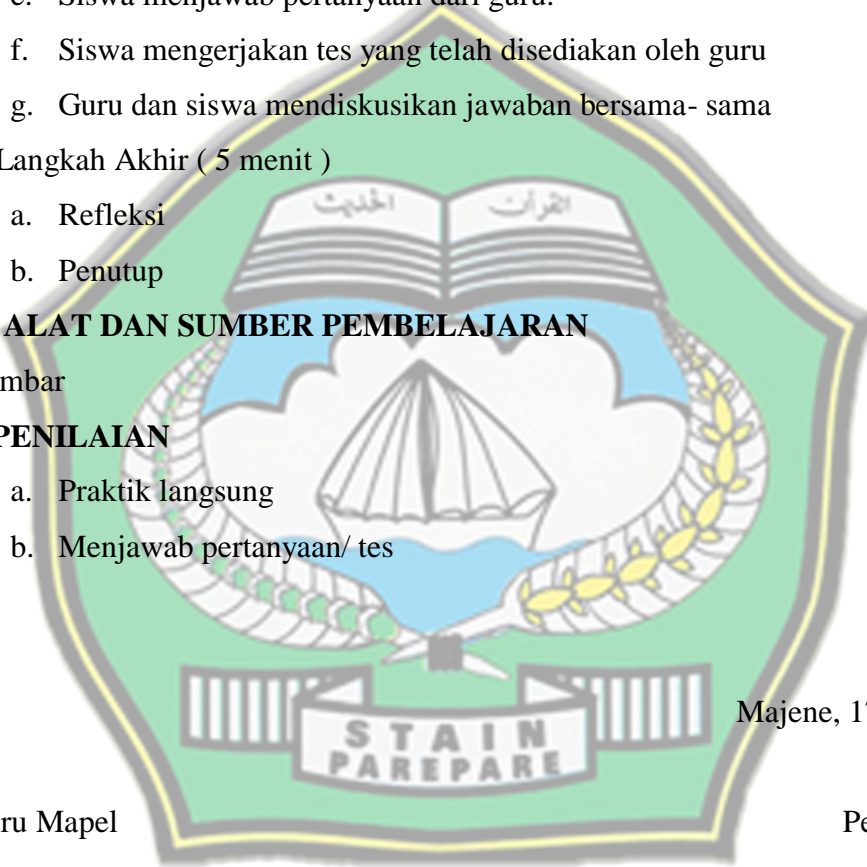 e. Siswa menjawab pertanyaan dari guru.
f. Siswa mengerjakan tes yang telah disediakan oleh guru
g. Guru dan siswa mendiskusikan jawaban bersama- sama
Langkah Akhir ( 5 menit )
a. Refleksi
الحديث القرآن
b. Penutup
ALAT DAN SUMBER PEMBELAJARAN
mbar
PENILAIAN
a. Praktik langsung
b. Menjawab pertanyaan/ tes
Majene, 1
STAIN
PAREPARE
ru Mapel Pe